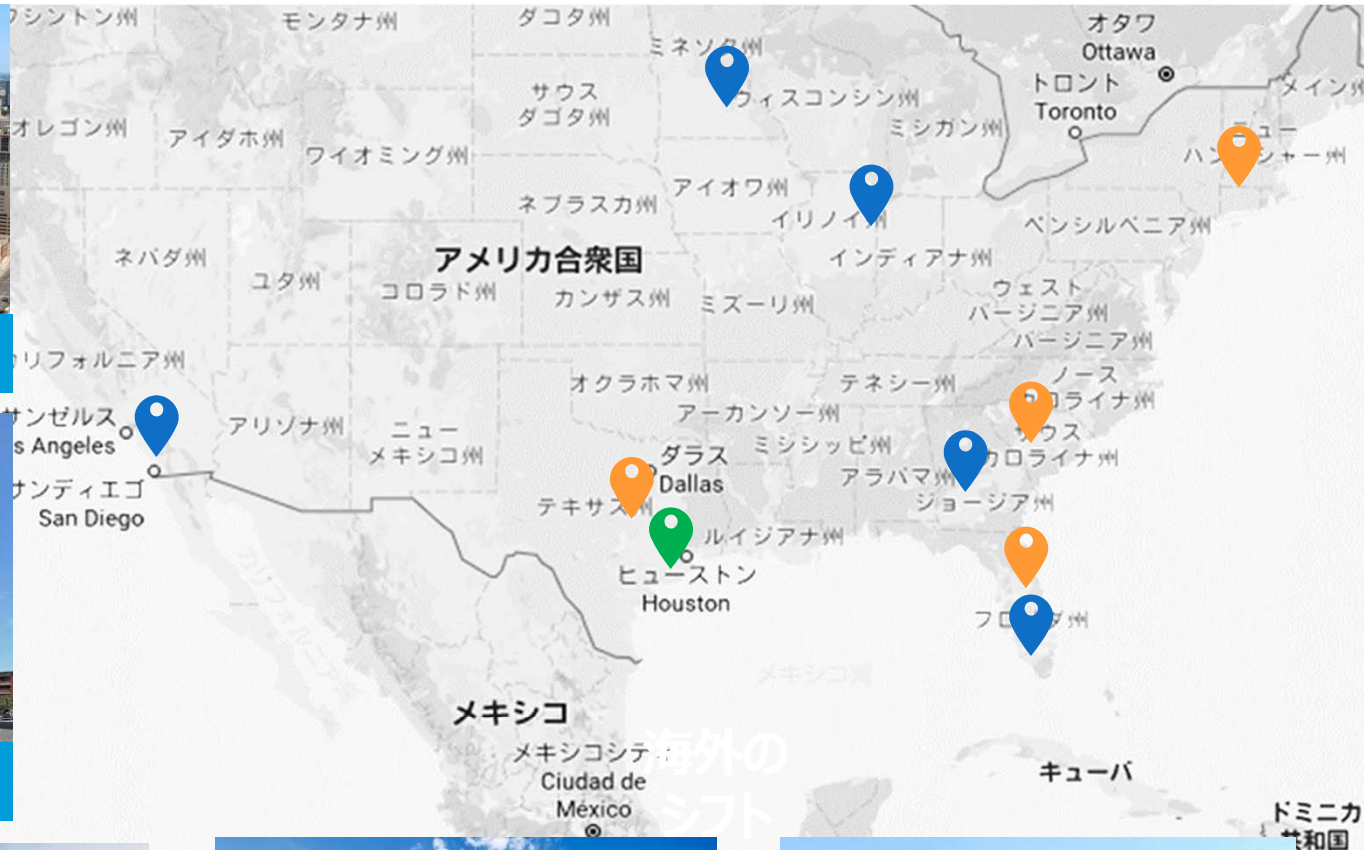 シントン州
モンタナ州
ダコタ州
ミネソタ州
オタワ
Ottawa
トロント
Toronto
メイン州
サウス
ダゴタ州
ウィスコンシン州
ミシガン州
オレゴン州
アイダホ州
ワイオミング州
ニュー
ハン
シャー州
アイオワ州
ネブラスカ州
イリノイ州
ペンシルベニア州
ネバダ州
アメリカ合衆国
インディアナ州
ユタ州
コロラド州
カンザス州
ミズーリ州
ウェスト
バージニア州
バージニア州
リフォルニア州
オクラホマ州
テネシー州
ノース
ロライナ州
アーカンソー州
サンゼルス
s Angeles
アリゾナ州
ニュー
メキシコ州
ミシシッピ州
サウス
カロライナ州
ダラス
Dallas
アラバマ州
ジョージア州
サンディエゴ
San Diego
テキサス州
ルイジアナ州
ヒューストン
Houston
カリフォルニア湾
フロ
ダ州
メキシコ湾
メキシコ
メキシコシテ
Ciudad de
México
海外の
シフト
キューバ
ドミニカ
共和国